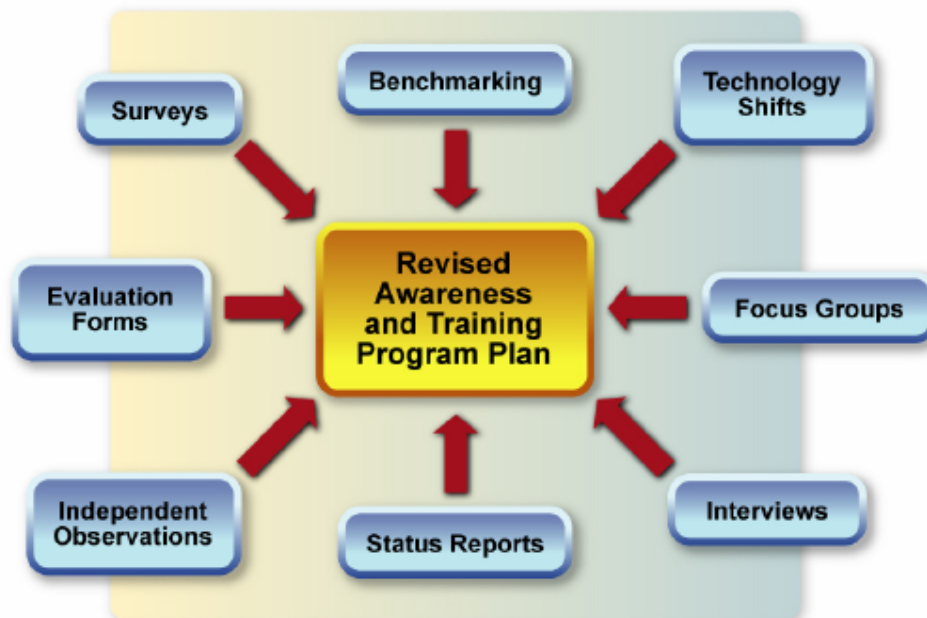 Surveys
Benchmarking
Technology
Shifts
Evaluation
Forms
Revised
Awareness
and Training
Program Plan
Focus Groups
Independent
Observations
Status Reports
Interviews